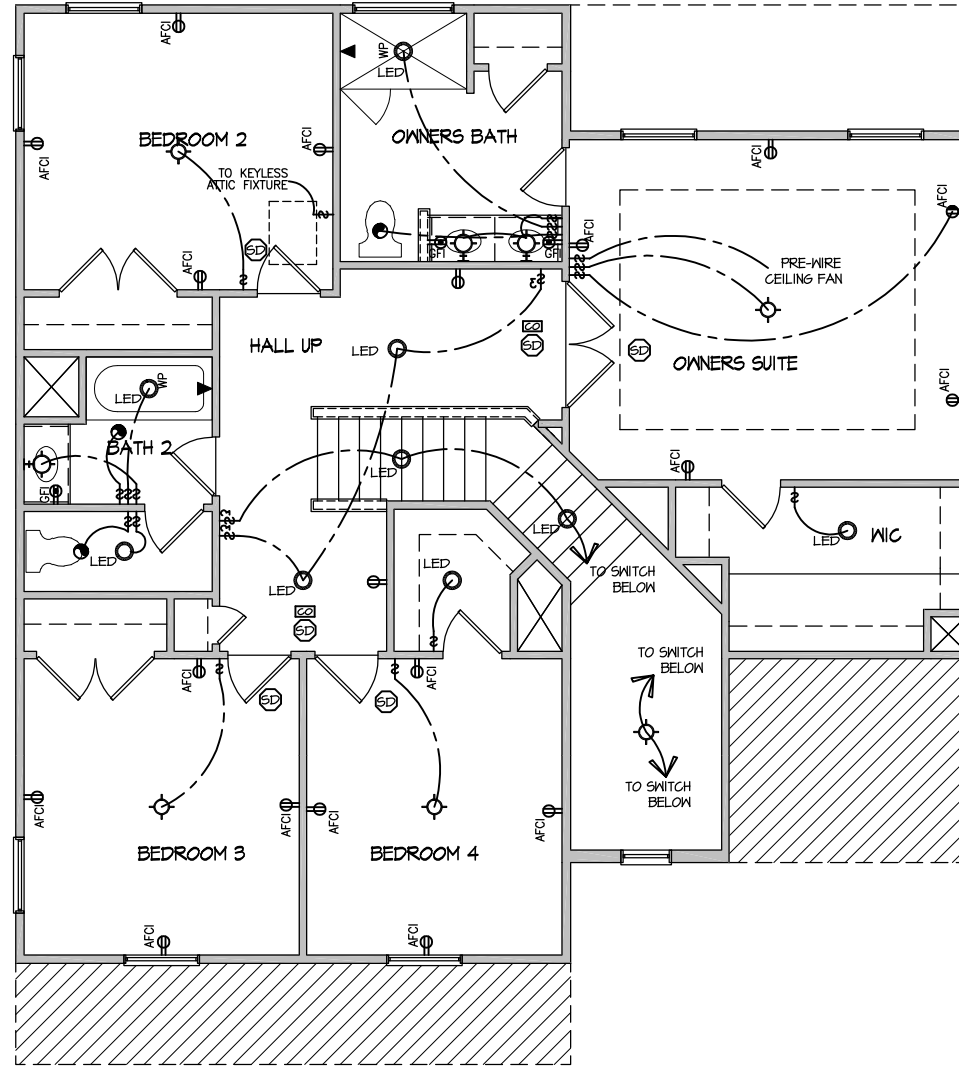 AFCI
BEDROOM 2
AFCI
AFCI
TO KEYLESS
ATTIC FIXTURE
SD
AFCI
WP
LED
OWNERS BATH
GFI
GFI
AFCI
AFCI
AFCI
PRE-WIRE
CEILING FAN
SD
OWNERS SUITE
AFCI
AFCI
HALL UP
LED
S
SD
3
LED
WP
BATH 2
GFI
LED
LED
LED
TO SWITCH
BELOW
LED
WIC
LED
S
SD
LED
TO SWITCH
BELOW
TO SWITCH
BELOW
AFCI
SD
AFCI
AFCI
BEDROOM 3
AFCI
SD
AFCI
AFCI
AFCI
BEDROOM 4
AFCI